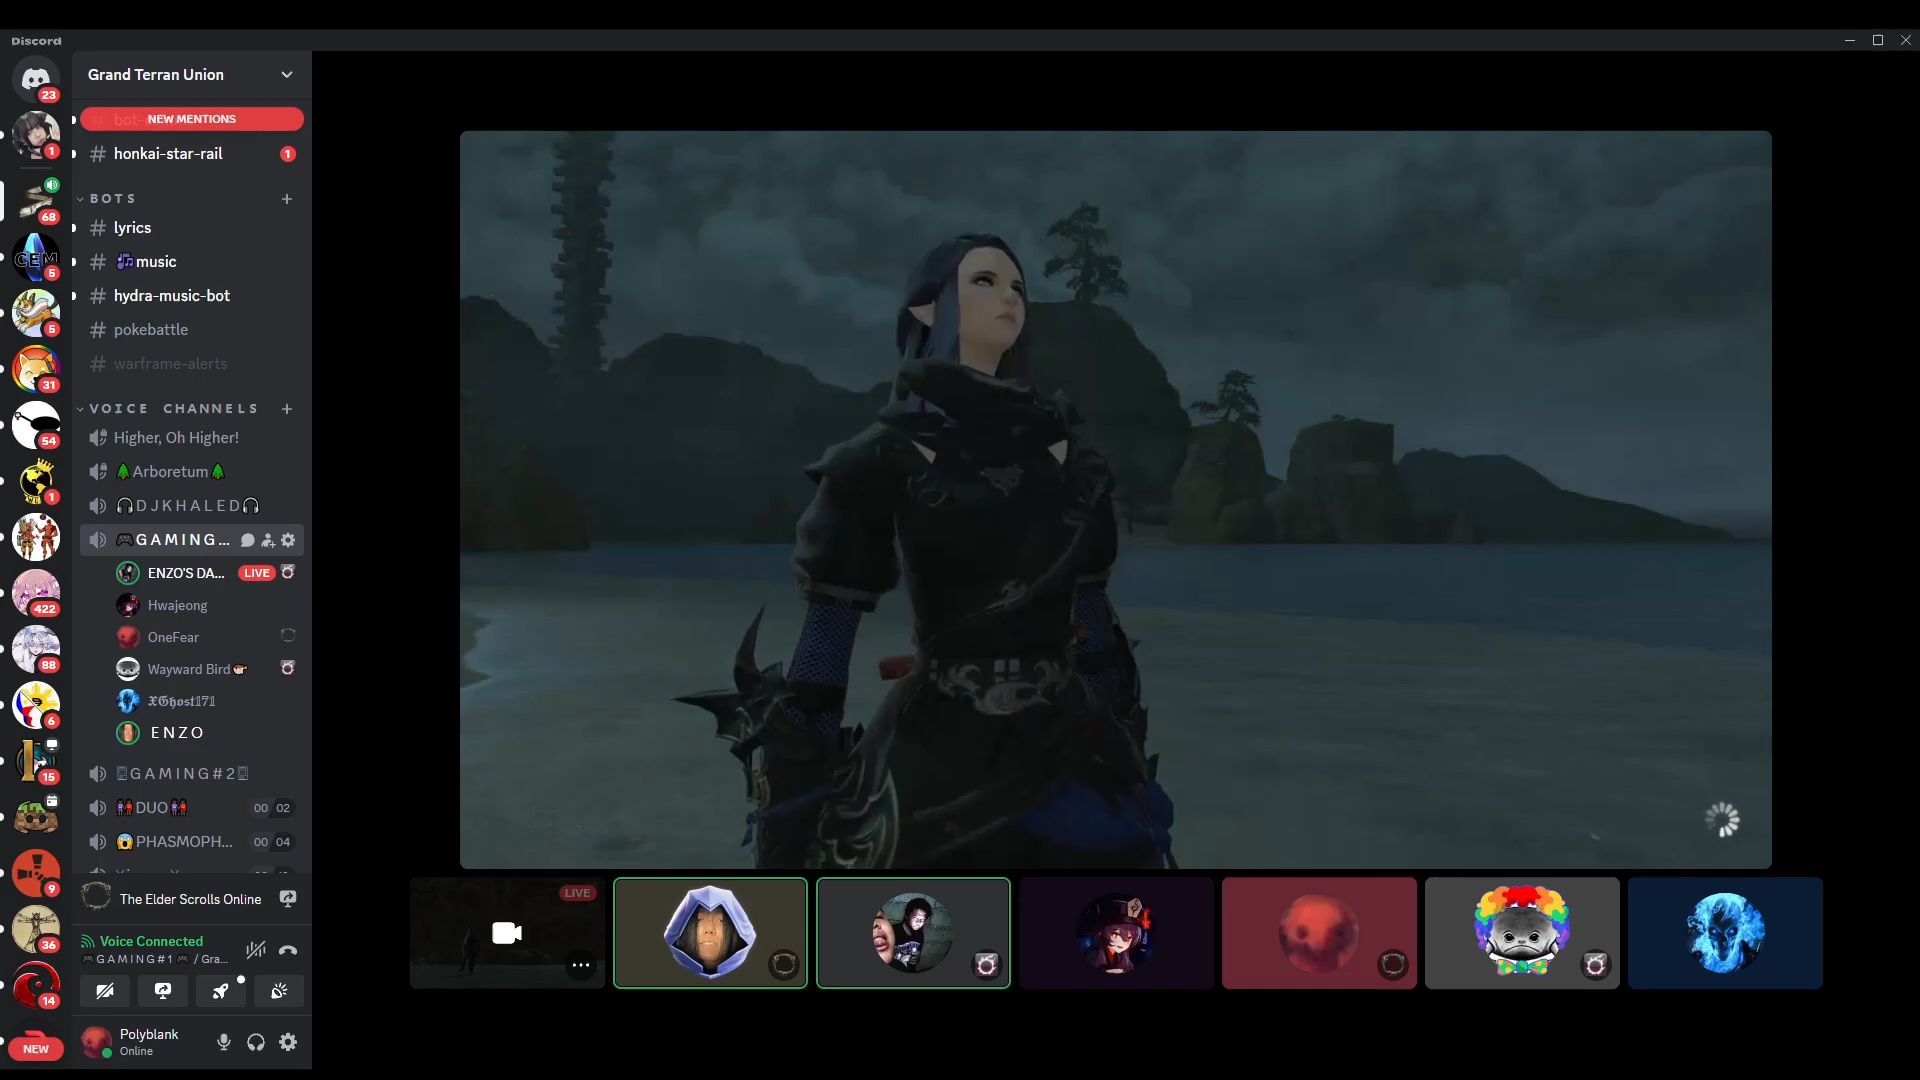 Discord
Grand Terran Union
NEW MENTIONS
honkai-star-rail
1
BOTS
lyrics
music
hydra-music-bot
pokebattle
warframe-alerts
VOICE CHANNELS
Higher, Oh Higher!
Arboretum
DJKHALED
GAMING...
ENZO'S DA... LIVE
Hwajeong
OneFear
Wayward Bird
𝖃𝕲𝖍𝖔𝖘𝖙171
ENZO
GAMING#2
DUO 00 02
PHASMOPH... 00 04
The Elder Scrolls Online
Voice Connected
GAMING#1 / Gra...
Polyblank
Online
23
1
68
CEM
5
5
31
54
1
422
88
6
15
9
36
14
NEW
LIVE